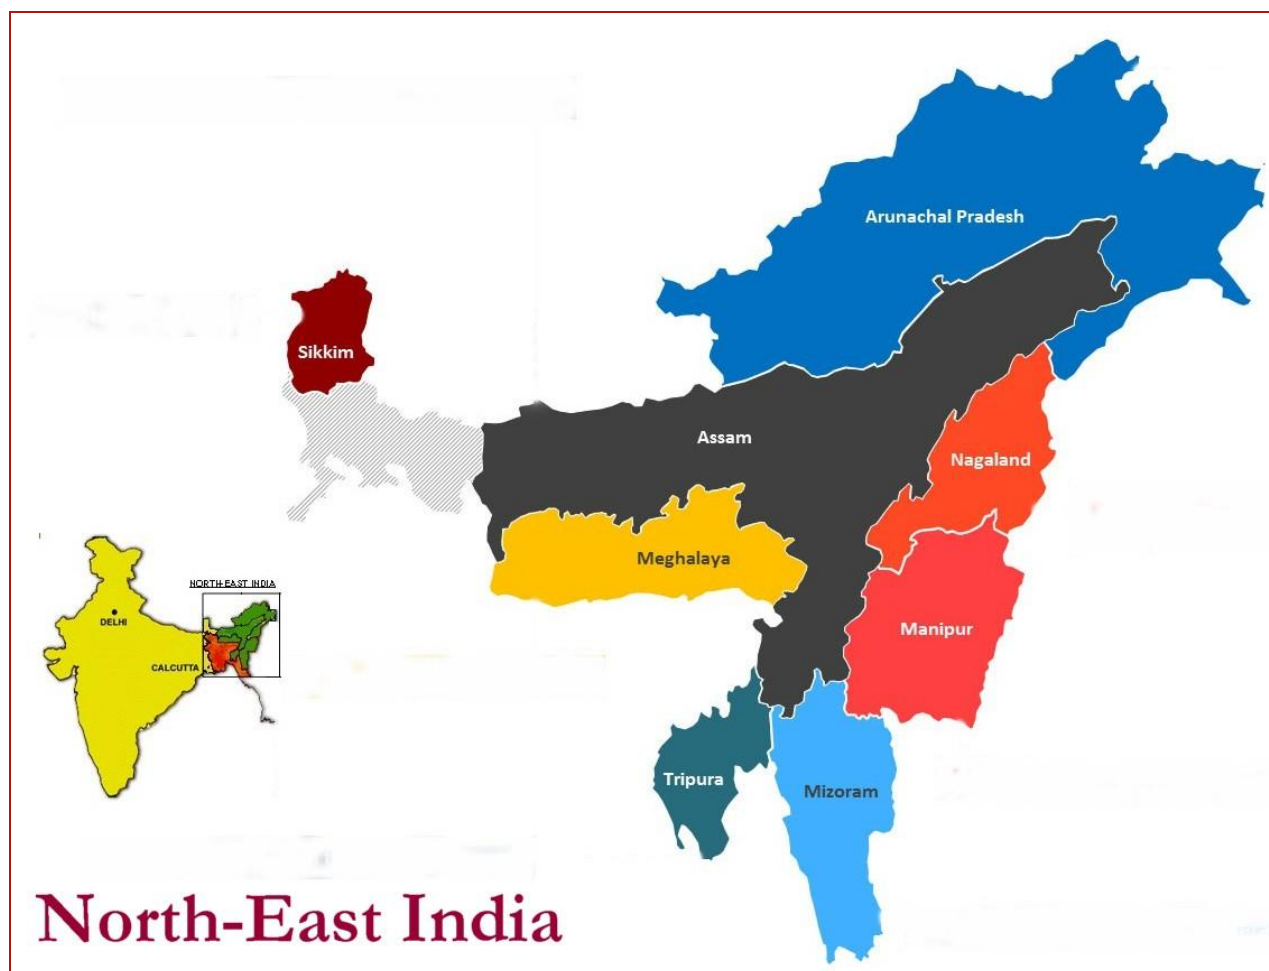 Arunachal Pradesh
Sikkim
Assam
Nagaland
Meghalaya
NORTH-EAST INDIA
DELHI
Manipur
CALCUTTA
Tripura
Mizoram
North-East India